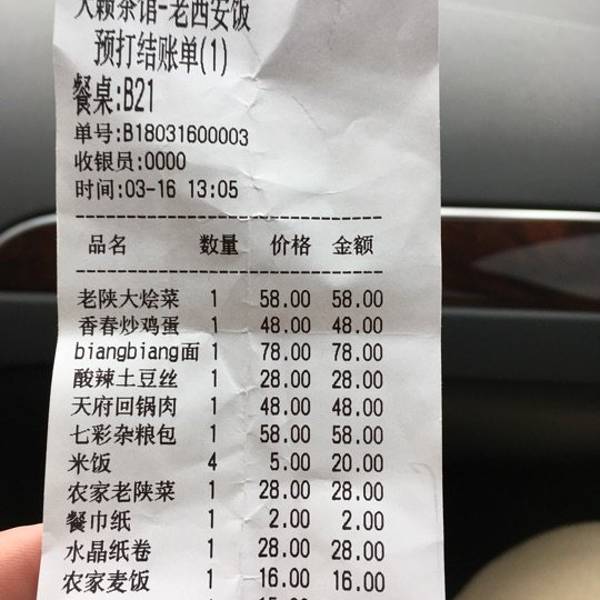 大颖茶馆-老西安饭
预打结账单(1)
餐桌:B21
单号:B18031600003
收银员:0000
时间:03-16 13:05
品名 数量 价格 金额
老陕大烩菜 1 58.00 58.00
香春炒鸡蛋 1 48.00 48.00
biangbiang面 1 78.00 78.00
酸辣土豆丝 1 28.00 28.00
天府回锅肉 1 48.00 48.00
七彩杂粮包 1 58.00 58.00
米饭 4 5.00 20.00
农家老陕菜 1 28.00 28.00
餐巾纸 1 2.00 2.00
水晶纸卷 1 28.00 28.00
农家麦饭 1 16.00 16.00